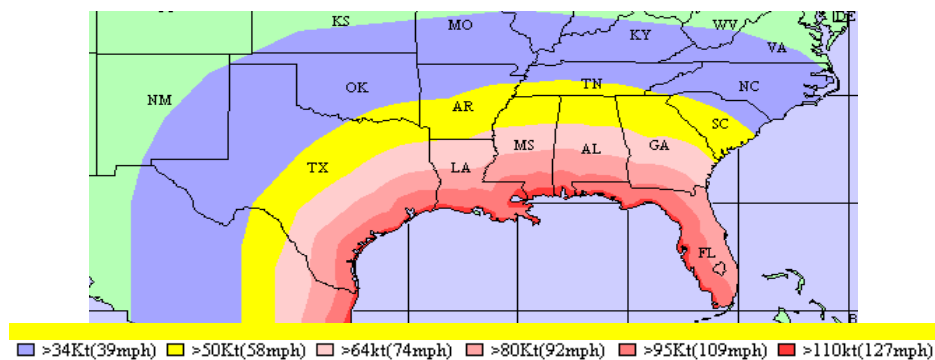 KS MO WV DE
KY VA
OK TN NC
NM AR SC
TX LA MS AL GA
FL
B
>34Kt(39mph) >50Kt(58mph) >64kt(74mph) >80Kt(92mph) >95Kt(109mph) >110kt(127mph)